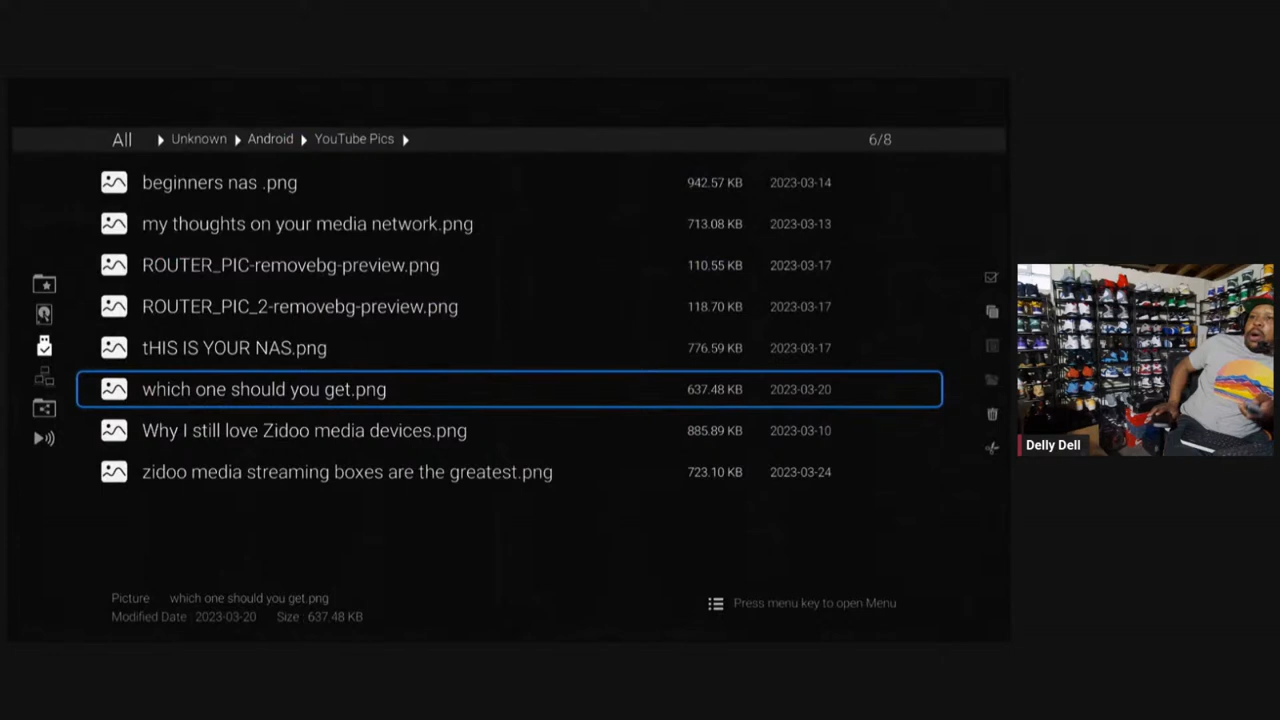 All Unknown Android YouTube Pics 6/8
beginners nas .png 942.57 KB 2023-03-14
my thoughts on your media network.png 713.08 KB 2023-03-13
ROUTER_PIC-removebg-preview.png 110.55 KB 2023-03-17
ROUTER_PIC_2-removebg-preview.png 118.70 KB 2023-03-17
tHIS IS YOUR NAS.png 776.59 KB 2023-03-17
which one should you get.png 637.48 KB 2023-03-20
Why I still love Zidoo media devices.png 885.89 KB 2023-03-10
zidoo media streaming boxes are the greatest.png 723.10 KB 2023-03-24
Delly Dell
Picture which one should you get.png
Modified Date 2023-03-20 Size : 637.48 KB
Press menu key to open Menu